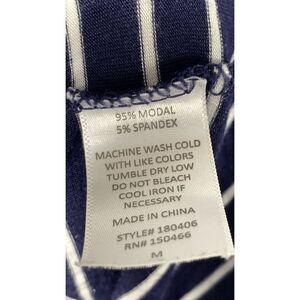 95% MODAL
5% SPANDEX
MACHINE WASH COLD
WITH LIKE COLORS
TUMBLE DRY LOW
DO NOT BLEACH
COOL IRON IF
NECESSARY
MADE IN CHINA
STYLE# 180406
RN# 150466
M